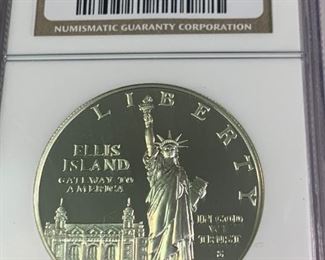 NUMISMATIC GUARANTY CORPORATION
LIBERTY
ELLIS
ISLAND
GATEWAY TO
AMERICA
IN GOD
WE
TRUST
S